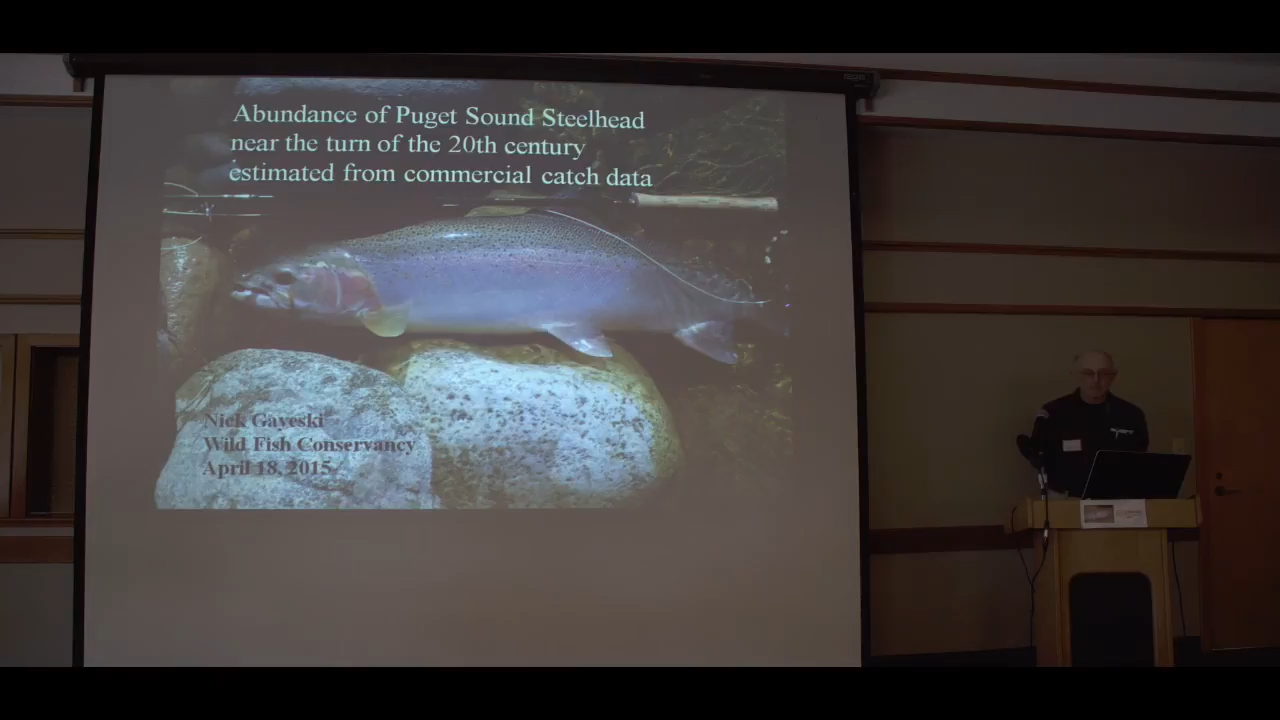 Abundance of Puget Sound Steelhead
near the turn of the 20th century
estimated from commercial catch data
Nick Gayeski
Wild Fish Conservancy
April 18, 2015